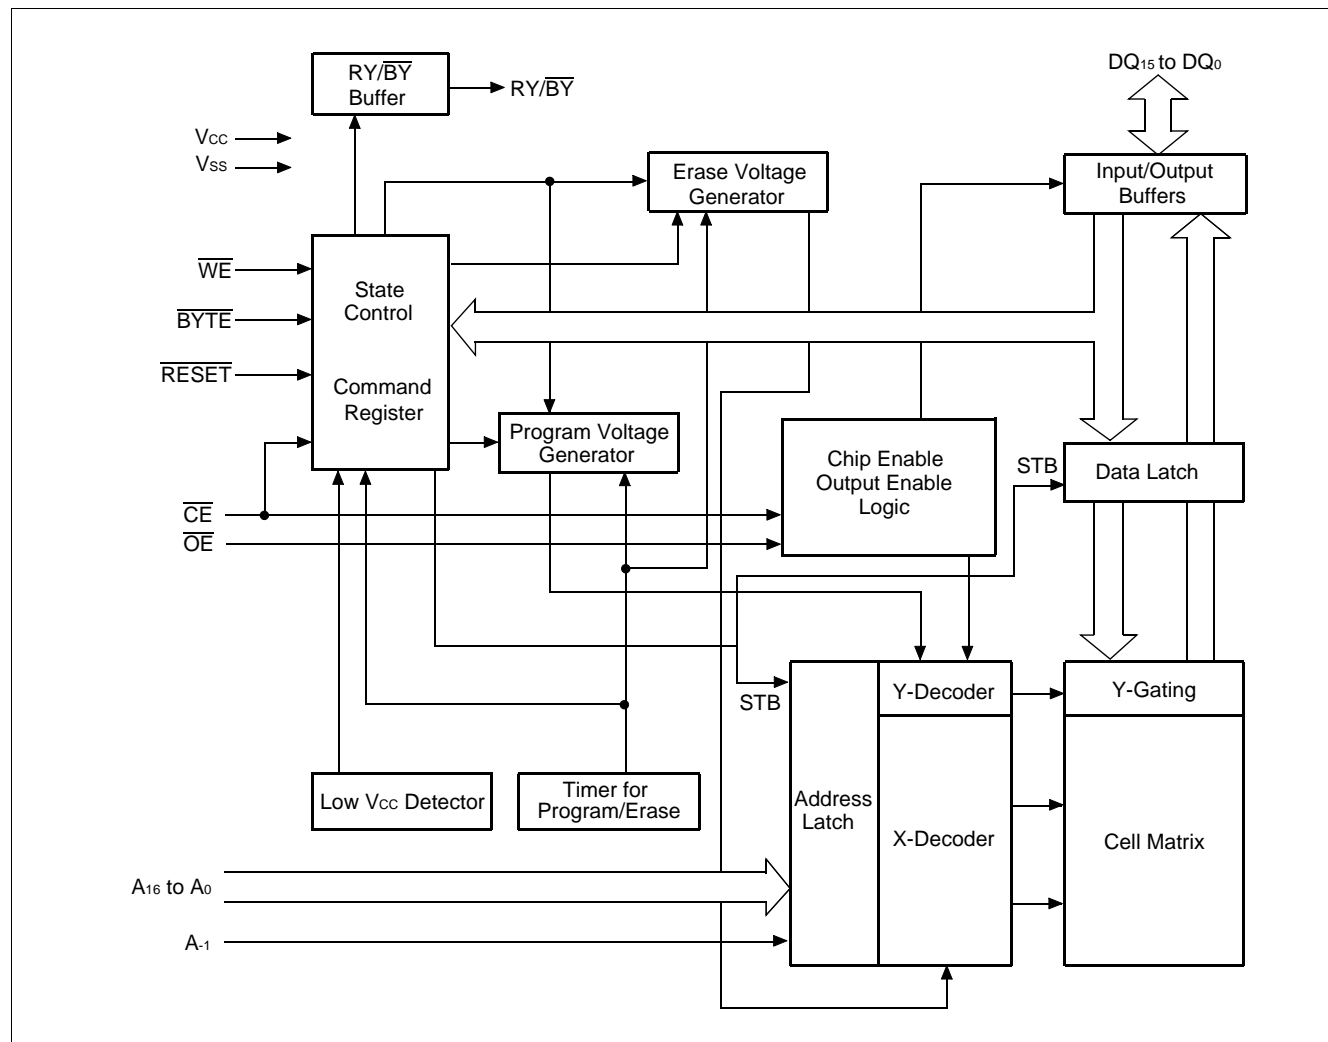 RY/BY
Buffer
RY/BY
DQ15 to DQ0
VCC
VSS
Erase Voltage
Generator
Input/Output
Buffers
WE
BYTE
RESET
State
Control
Command
Register
Program Voltage
Generator
Chip Enable
Output Enable
Logic
STB
Data Latch
CE
OE
STB
Y-Decoder
Y-Gating
Low VCC Detector
Timer for
Program/Erase
Address
Latch
X-Decoder
Cell Matrix
A16 to A0
A-1